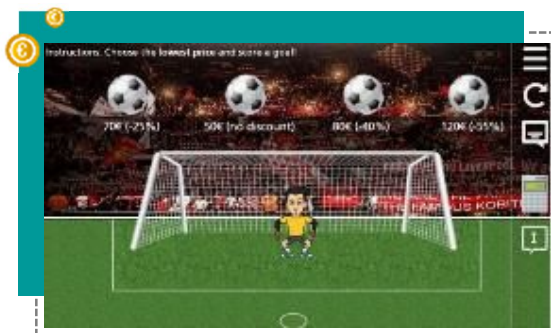 Instructions: Choose the lowest price and score a goal!
70€ (-25%) 50€ (no discount) 80€ (-40%) 120€ (-55%)